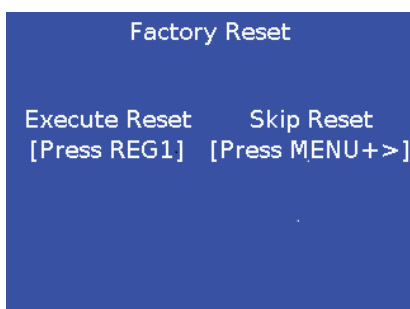 Factory Reset
Execute Reset Skip Reset
[Press REG1] [Press MENU+>]